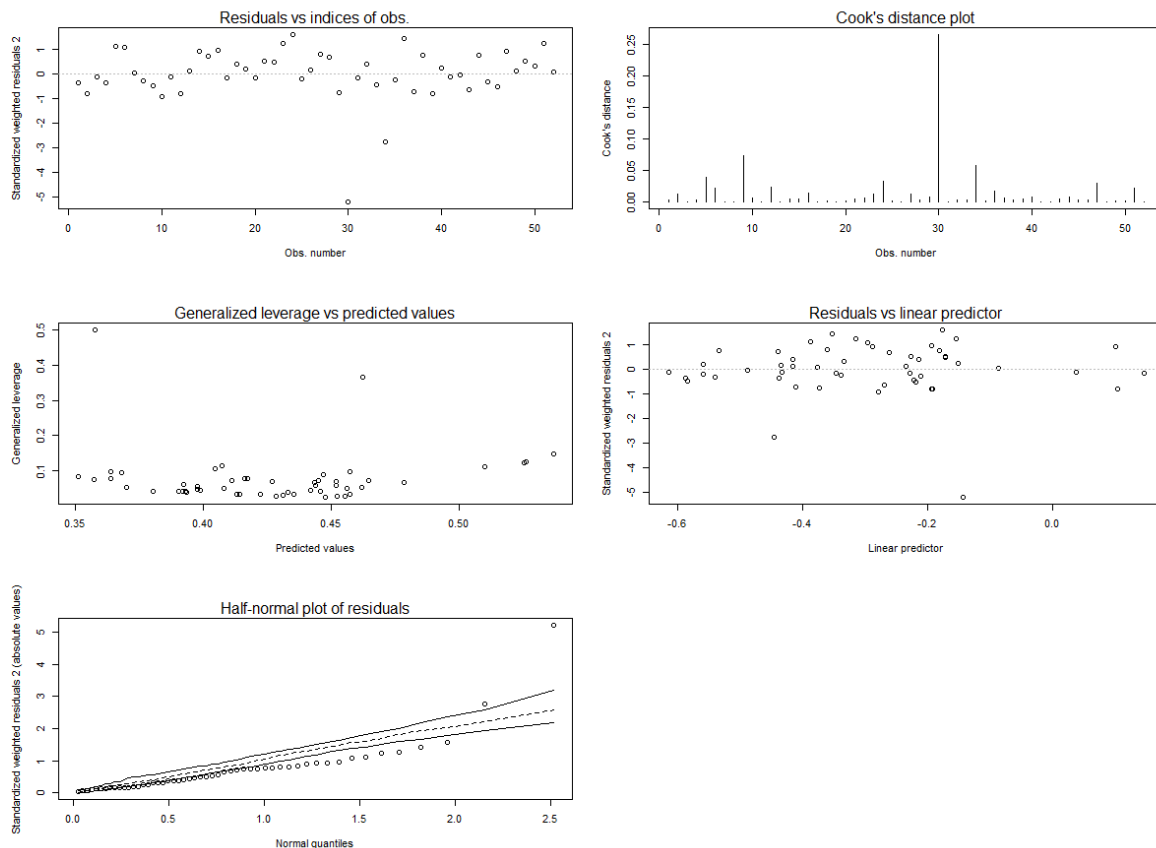 Residuals vs indices of obs.
Standardized weighted residuals 2
1
0
-1
-2
-3
-4
-5
0 10 20 30 40 50
Obs. number
Cook's distance plot
Cook's distance
0.25
0.20
0.15
0.10
0.05
0.00
0 10 20 30 40 50
Obs. number
Generalized leverage vs predicted values
Generalized leverage
0.5
0.4
0.3
0.2
0.1
0.35 0.40 0.45 0.50
Predicted values
Residuals vs linear predictor
Standardized weighted residuals 2
1
0
-1
-2
-3
-4
-5
-0.6 -0.4 -0.2 0.0
Linear predictor
Half-normal plot of residuals
Standardized weighted residuals 2 (absolute values)
5
4
3
2
1
0
0.0 0.5 1.0 1.5 2.0 2.5
Normal quantiles